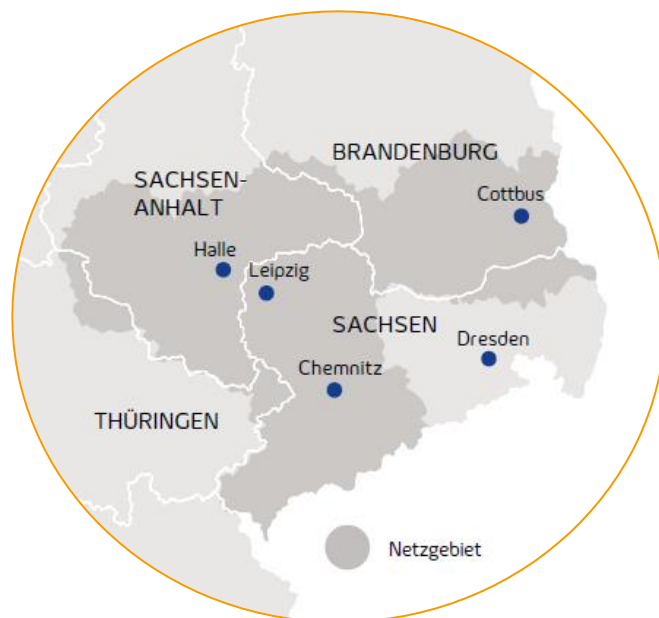 BRANDENBURG
SACHSEN-
ANHALT
Cottbus
Halle
Leipzig
SACHSEN
Dresden
Chemnitz
THÜRINGEN
Netzgebiet